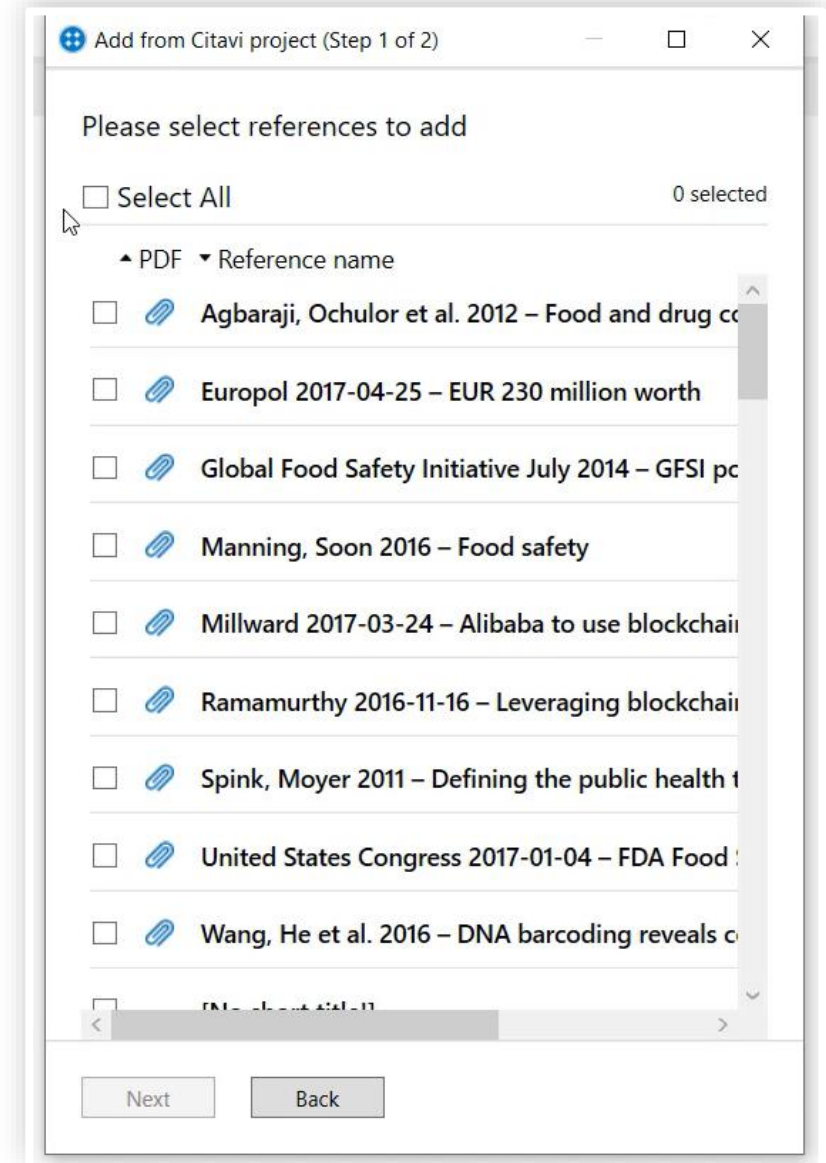 Add from Citavi project (Step 1 of 2)
Please select references to add
Select All 0 selected
PDF Reference name
Agbaraji, Ochulor et al. 2012 – Food and drug
Europol 2017-04-25 – EUR 230 million worth
Global Food Safety Initiative July 2014 – GFSI
Manning, Soon 2016 – Food safety
Millward 2017-03-24 – Alibaba to use
Ramamurthy 2016-11-16 – Leveraging
Spink, Moyer 2011 – Defining the public health
United States Congress 2017-01-04 – FDA Food
Wang, He et al. 2016 – DNA barcoding reveals
[No short title!]
Next Back